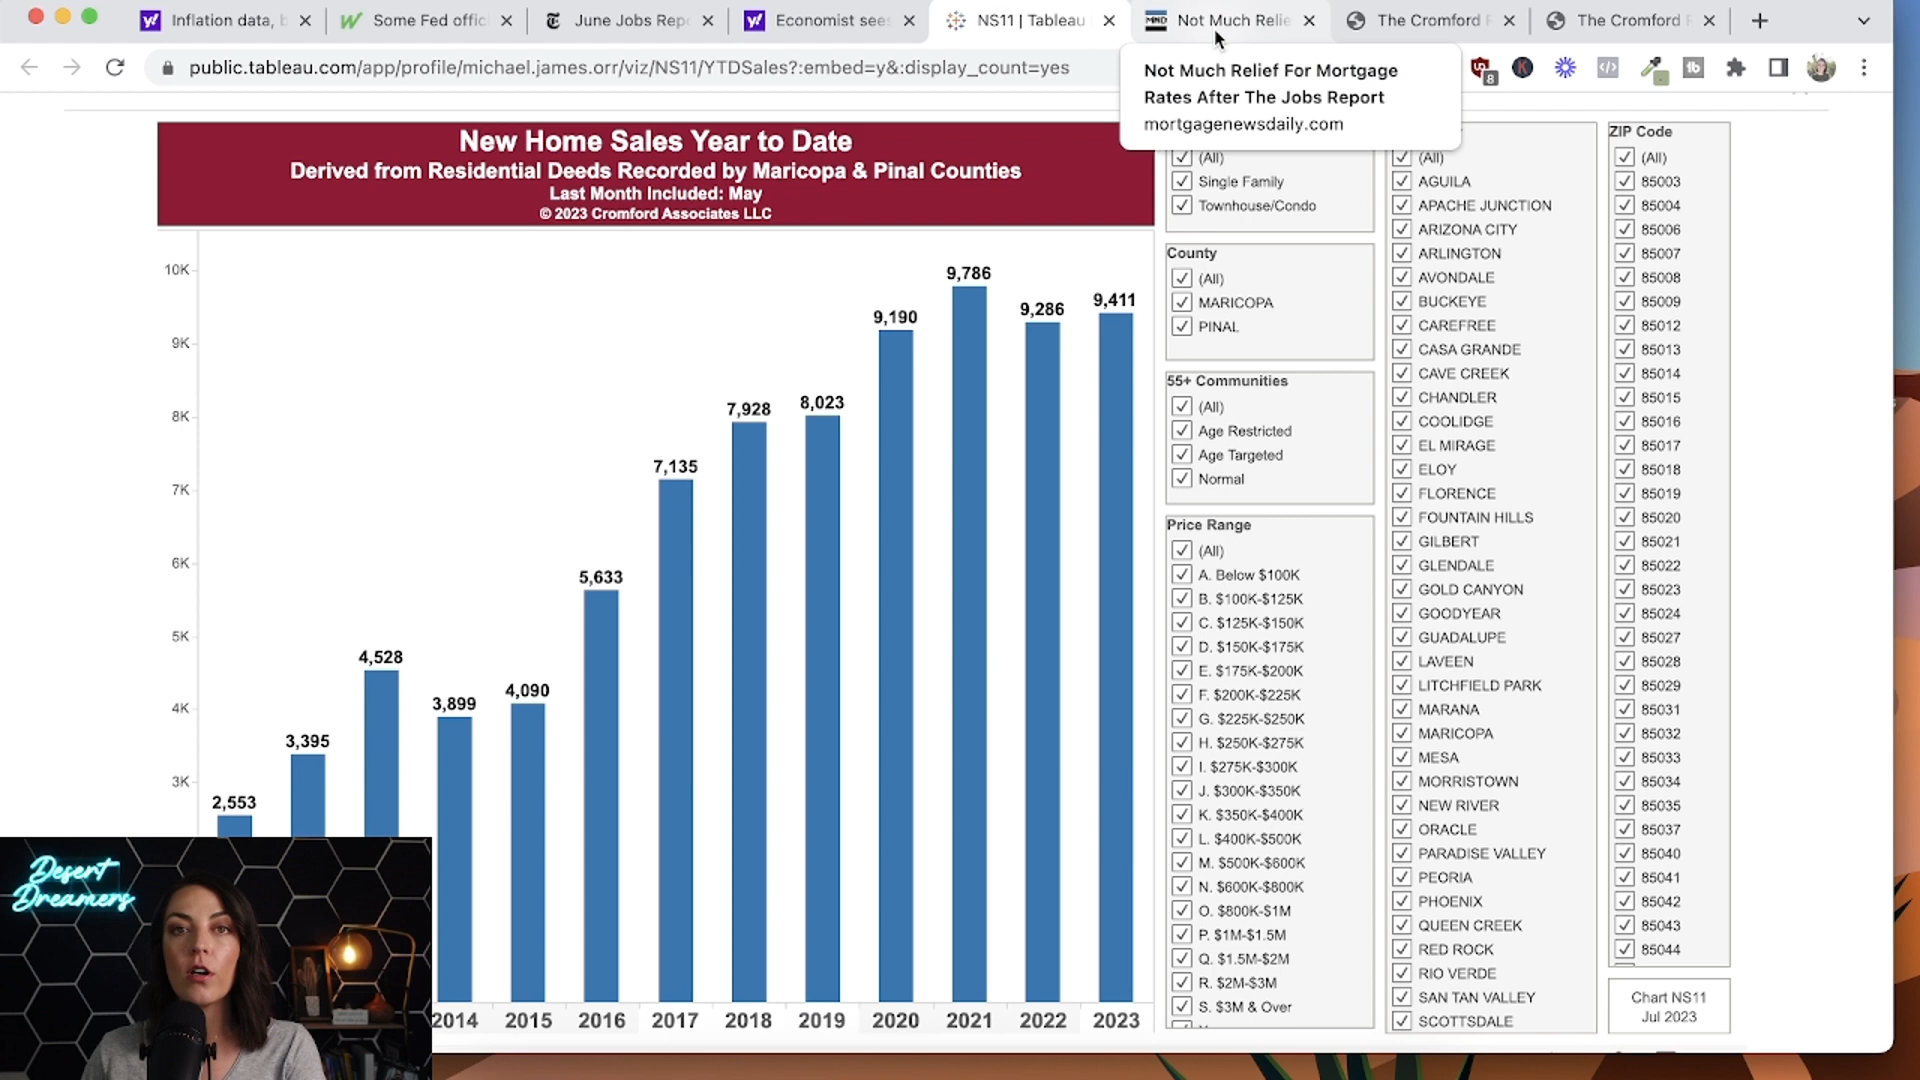 Inflation data, b
Some Fed offic
June Jobs Repo
Economist sees
NS11 | Tableau
MND
Not Much Relie
The Cromford R
The Cromford R
public.tableau.com/app/profile/michael.james.orr/viz/NS11/YTDSales?:embed=y&:display_count=yes
8
Not Much Relief For Mortgage
Rates After The Jobs Report
mortgagenewsdaily.com
New Home Sales Year to Date
Derived from Residential Deeds Recorded by Maricopa & Pinal Counties
Last Month Included: May
© 2023 Cromford Associates LLC
10K
9K
8K
7K
6K
5K
4K
3K
2,553
3,395
4,528
3,899
4,090
5,633
7,135
7,928
8,023
9,190
9,786
9,286
9,411
2014
2015
2016
2017
2018
2019
2020
2021
2022
2023
(All)
Single Family
Townhouse/Condo
County
(All)
MARICOPA
PINAL
55+ Communities
(All)
Age Restricted
Age Targeted
Normal
Price Range
(All)
A. Below $100K
B. $100K-$125K
C. $125K-$150K
D. $150K-$175K
E. $175K-$200K
F. $200K-$225K
G. $225K-$250K
H. $250K-$275K
I. $275K-$300K
J. $300K-$350K
K. $350K-$400K
L. $400K-$500K
M. $500K-$600K
N. $600K-$800K
O. $800K-$1M
P. $1M-$1.5M
Q. $1.5M-$2M
R. $2M-$3M
S. $3M & Over
(All)
AGUILA
APACHE JUNCTION
ARIZONA CITY
ARLINGTON
AVONDALE
BUCKEYE
CAREFREE
CASA GRANDE
CAVE CREEK
CHANDLER
COOLIDGE
EL MIRAGE
ELOY
FLORENCE
FOUNTAIN HILLS
GILBERT
GLENDALE
GOLD CANYON
GOODYEAR
GUADALUPE
LAVEEN
LITCHFIELD PARK
MARANA
MARICOPA
MESA
MORRISTOWN
NEW RIVER
ORACLE
PARADISE VALLEY
PEORIA
PHOENIX
QUEEN CREEK
RED ROCK
RIO VERDE
SAN TAN VALLEY
SCOTTSDALE
ZIP Code
(All)
85003
85004
85006
85007
85008
85009
85012
85013
85014
85015
85016
85017
85018
85019
85020
85021
85022
85023
85024
85027
85028
85029
85031
85032
85033
85034
85035
85037
85040
85041
85042
85043
85044
Chart NS11
Jul 2023
Desert
Dreamers